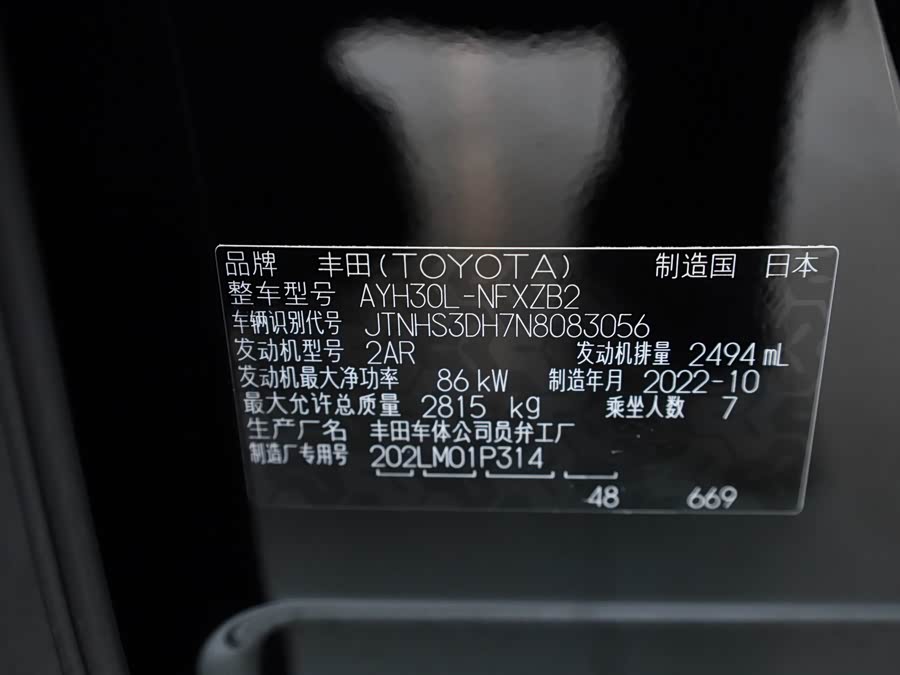 品牌 丰田(TOYOTA) 制造国 日本
整车型号 AYH30L-NFXZB2
车辆识别代号 JTNHS3DH7N8083056
发动机型号 2AR 发动机排量 2494 mL
发动机最大净功率 86 kW 制造年月 2022-10
最大允许总质量 2815 kg 乘坐人数 7
生产厂名 丰田车体公司员弁工厂
制造厂专用号 202LM01P314
48 669